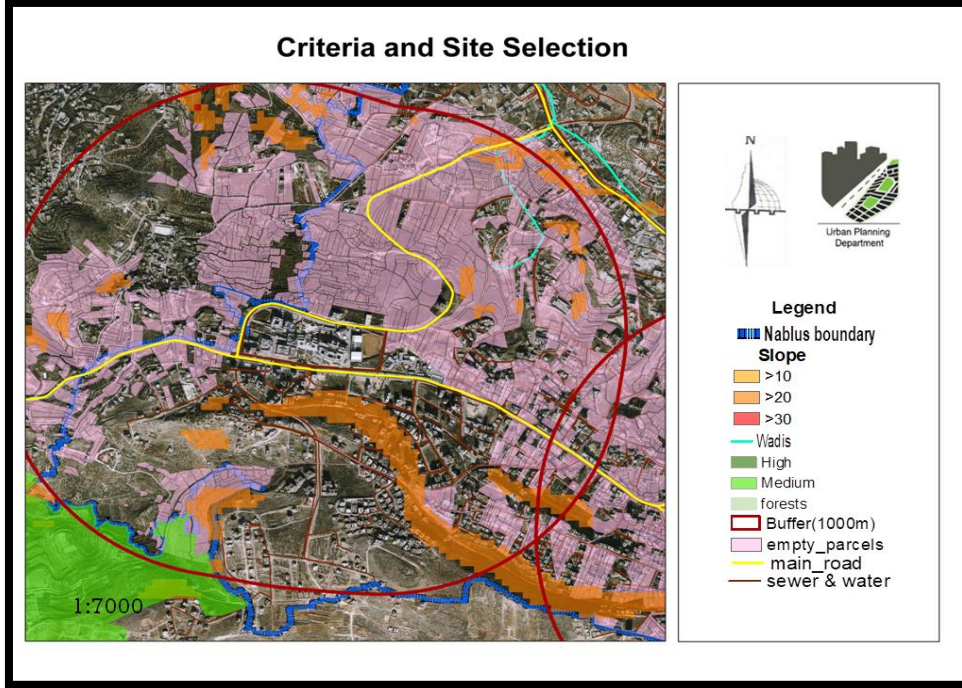 Criteria and Site Selection
1:7000
N
Urban Planning
Department
Legend
Nablus boundary
Slope
>10
>20
>30
Wadis
High
Medium
forests
Buffer(1000m)
empty_parcels
main_road
sewer & water